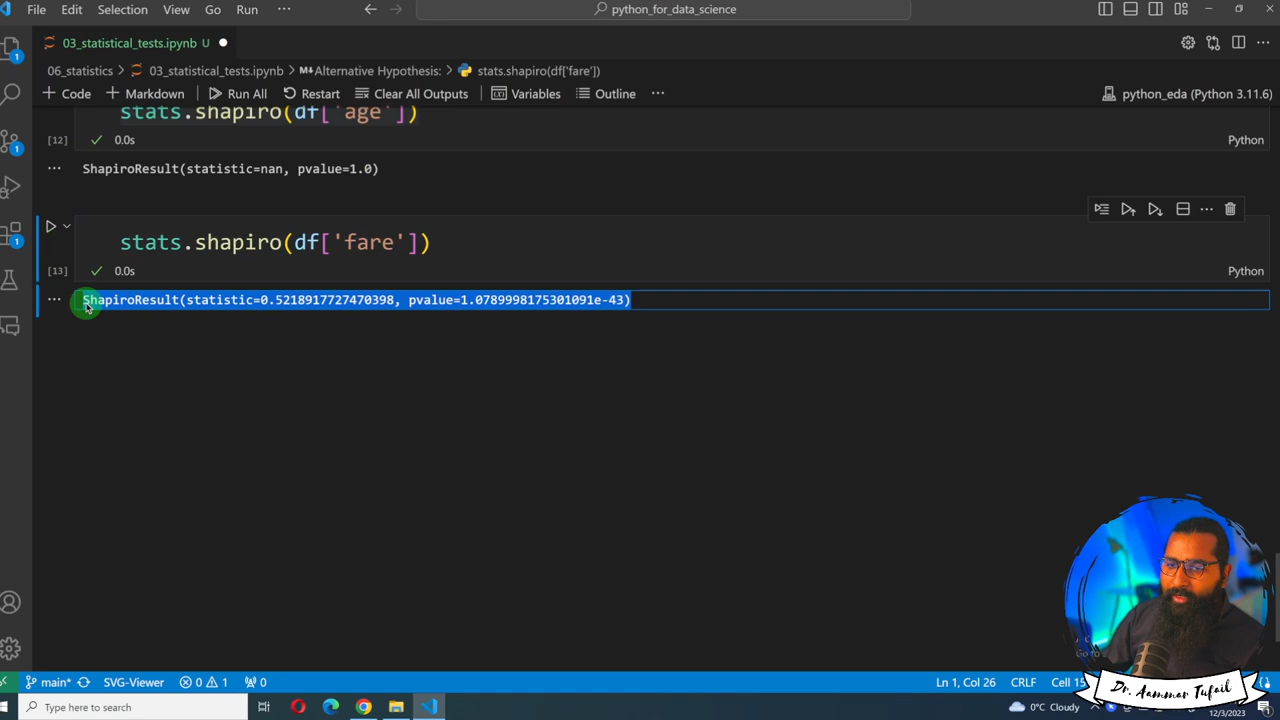 File Edit Selection View Go Run ··· python_for_data_science
03_statistical_tests.ipynb U
06_statistics > 03_statistical_tests.ipynb > M↓Alternative Hypothesis: > stats.shapiro(df['fare'])
+ Code + Markdown Run All Restart Clear All Outputs Variables Outline ··· python_eda (Python 3.11.6)
stats.shapiro(df['age'])
[12] 0.0s Python
··· ShapiroResult(statistic=nan, pvalue=1.0)
stats.shapiro(df['fare'])
[13] 0.0s Python
··· ShapiroResult(statistic=0.5218917727470398, pvalue=1.0789998175301091e-43)
main* SVG-Viewer 0 1 0 Ln 1, Col 26 CRLF Cell 15
Dr. Aammar Tufail
Type here to search 0°C Cloudy
12/3/2023